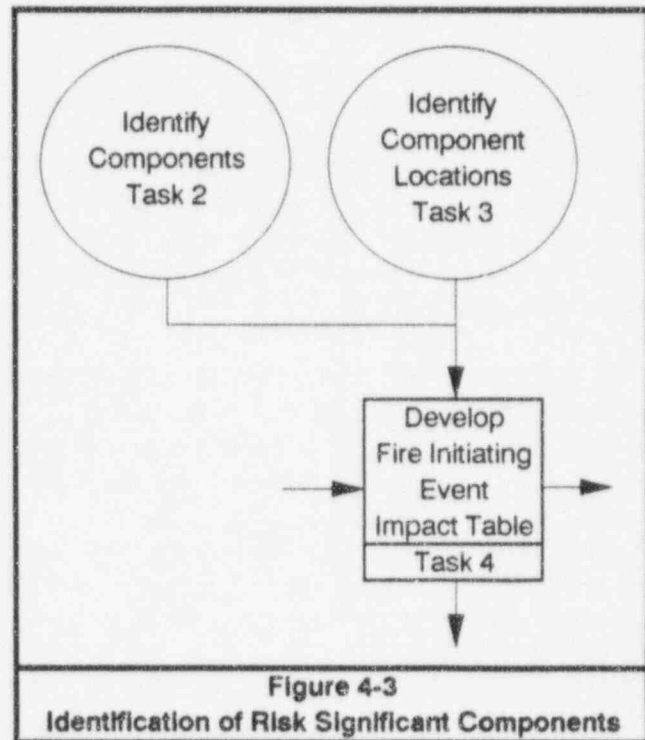 Identify
Components
Task 2
Identify
Component
Locations
Task 3
Develop
Fire Initiating
Event
Impact Table
Task 4
Figure 4-3
Identification of Risk Significant Components